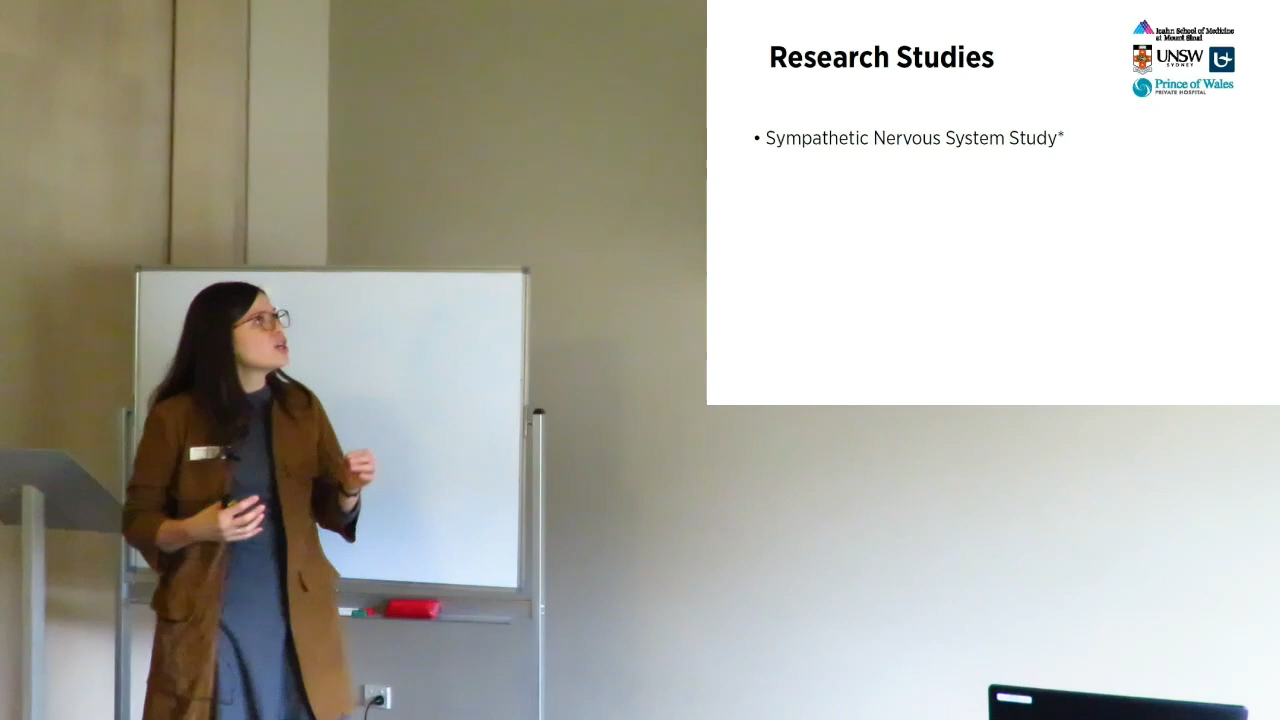 Research Studies
Icahn School of Medicine
at Mount Sinai
UNSW
SYDNEY
Prince of Wales
PRIVATE HOSPITAL
• Sympathetic Nervous System Study*